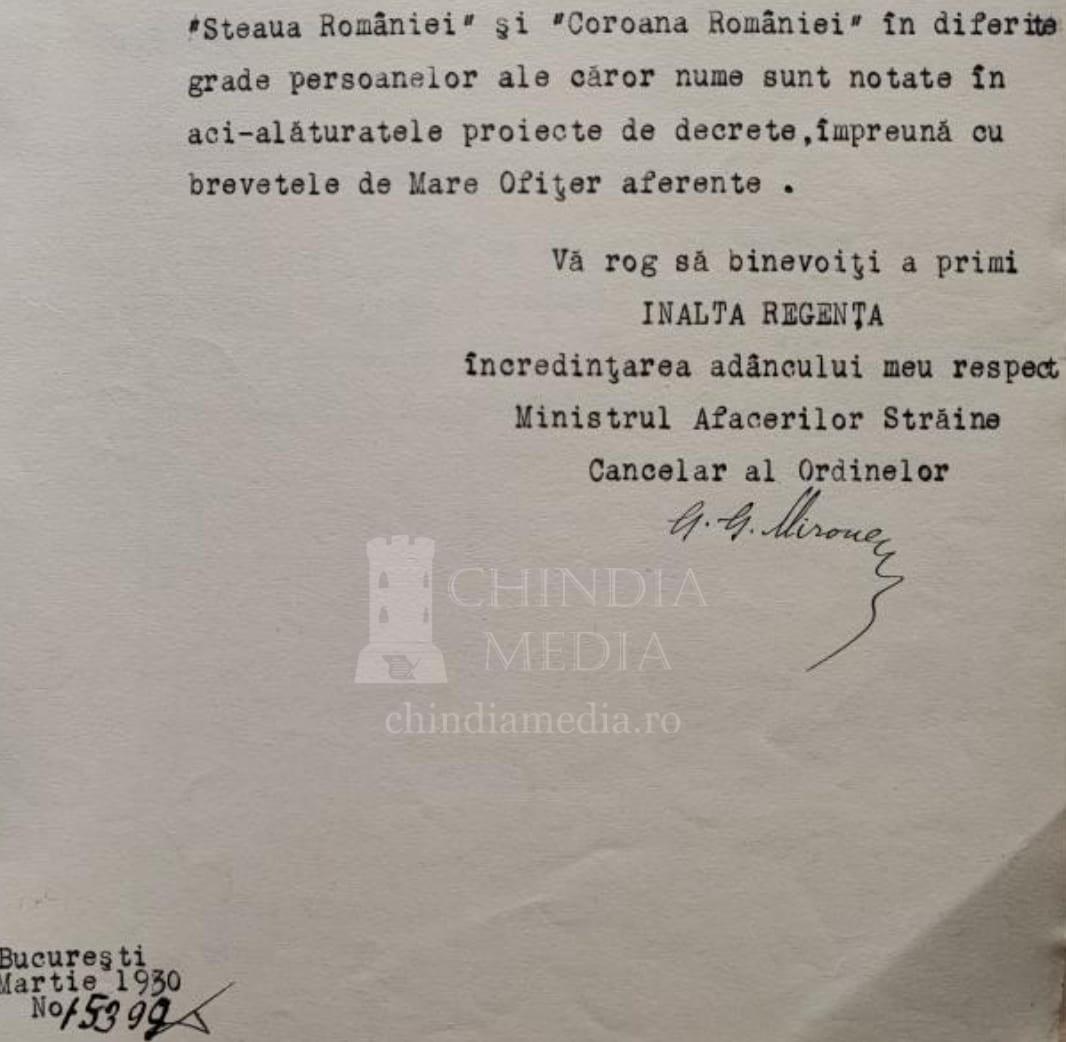 "Steaua României" şi "Coroana României" în diferite
grade persoanelor ale căror nume sunt notate în
aci-alăturatele proiecte de decrete,împreună cu
brevetele de Mare Ofiţer aferente .
Vă rog să binevoiţi a primi
INALTA REGENŢA
încredinţarea adâncului meu respect
Ministrul Afacerilor Străine
Cancelar al Ordinelor
G. G. Mironescu
CHINDIA
MEDIA
chindiamedia.ro
Bucureşti
Martie 1930
No 15399